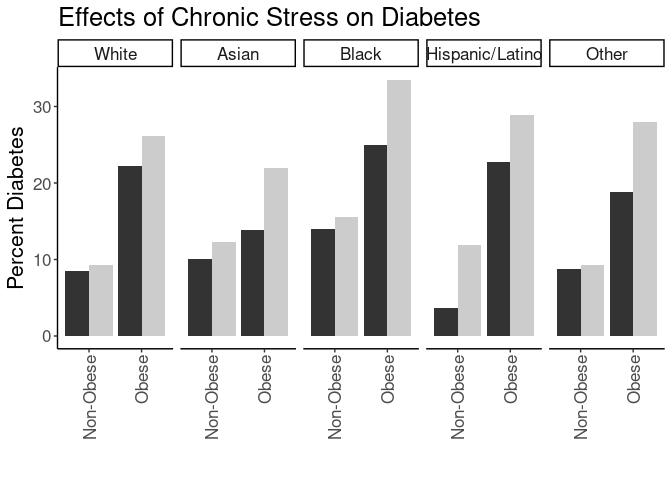 Effects of Chronic Stress on Diabetes
White Asian Black Hispanic/Latino Other
Percent Diabetes
30
20
10
0
Non-Obese Obese Non-Obese Obese Non-Obese Obese Non-Obese Obese Non-Obese Obese